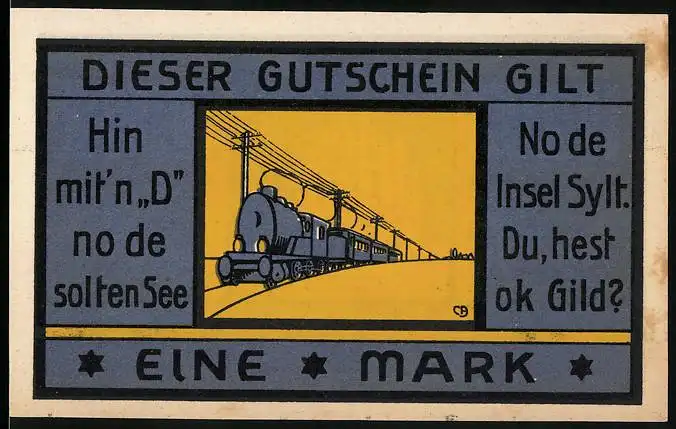 DIESER GUTSCHEIN GILT
Hin
mit'n „D"
no de
solten See
No de
Insel Sylt.
Du, hest
ok Gild?
CB
EINE ✶ MARK